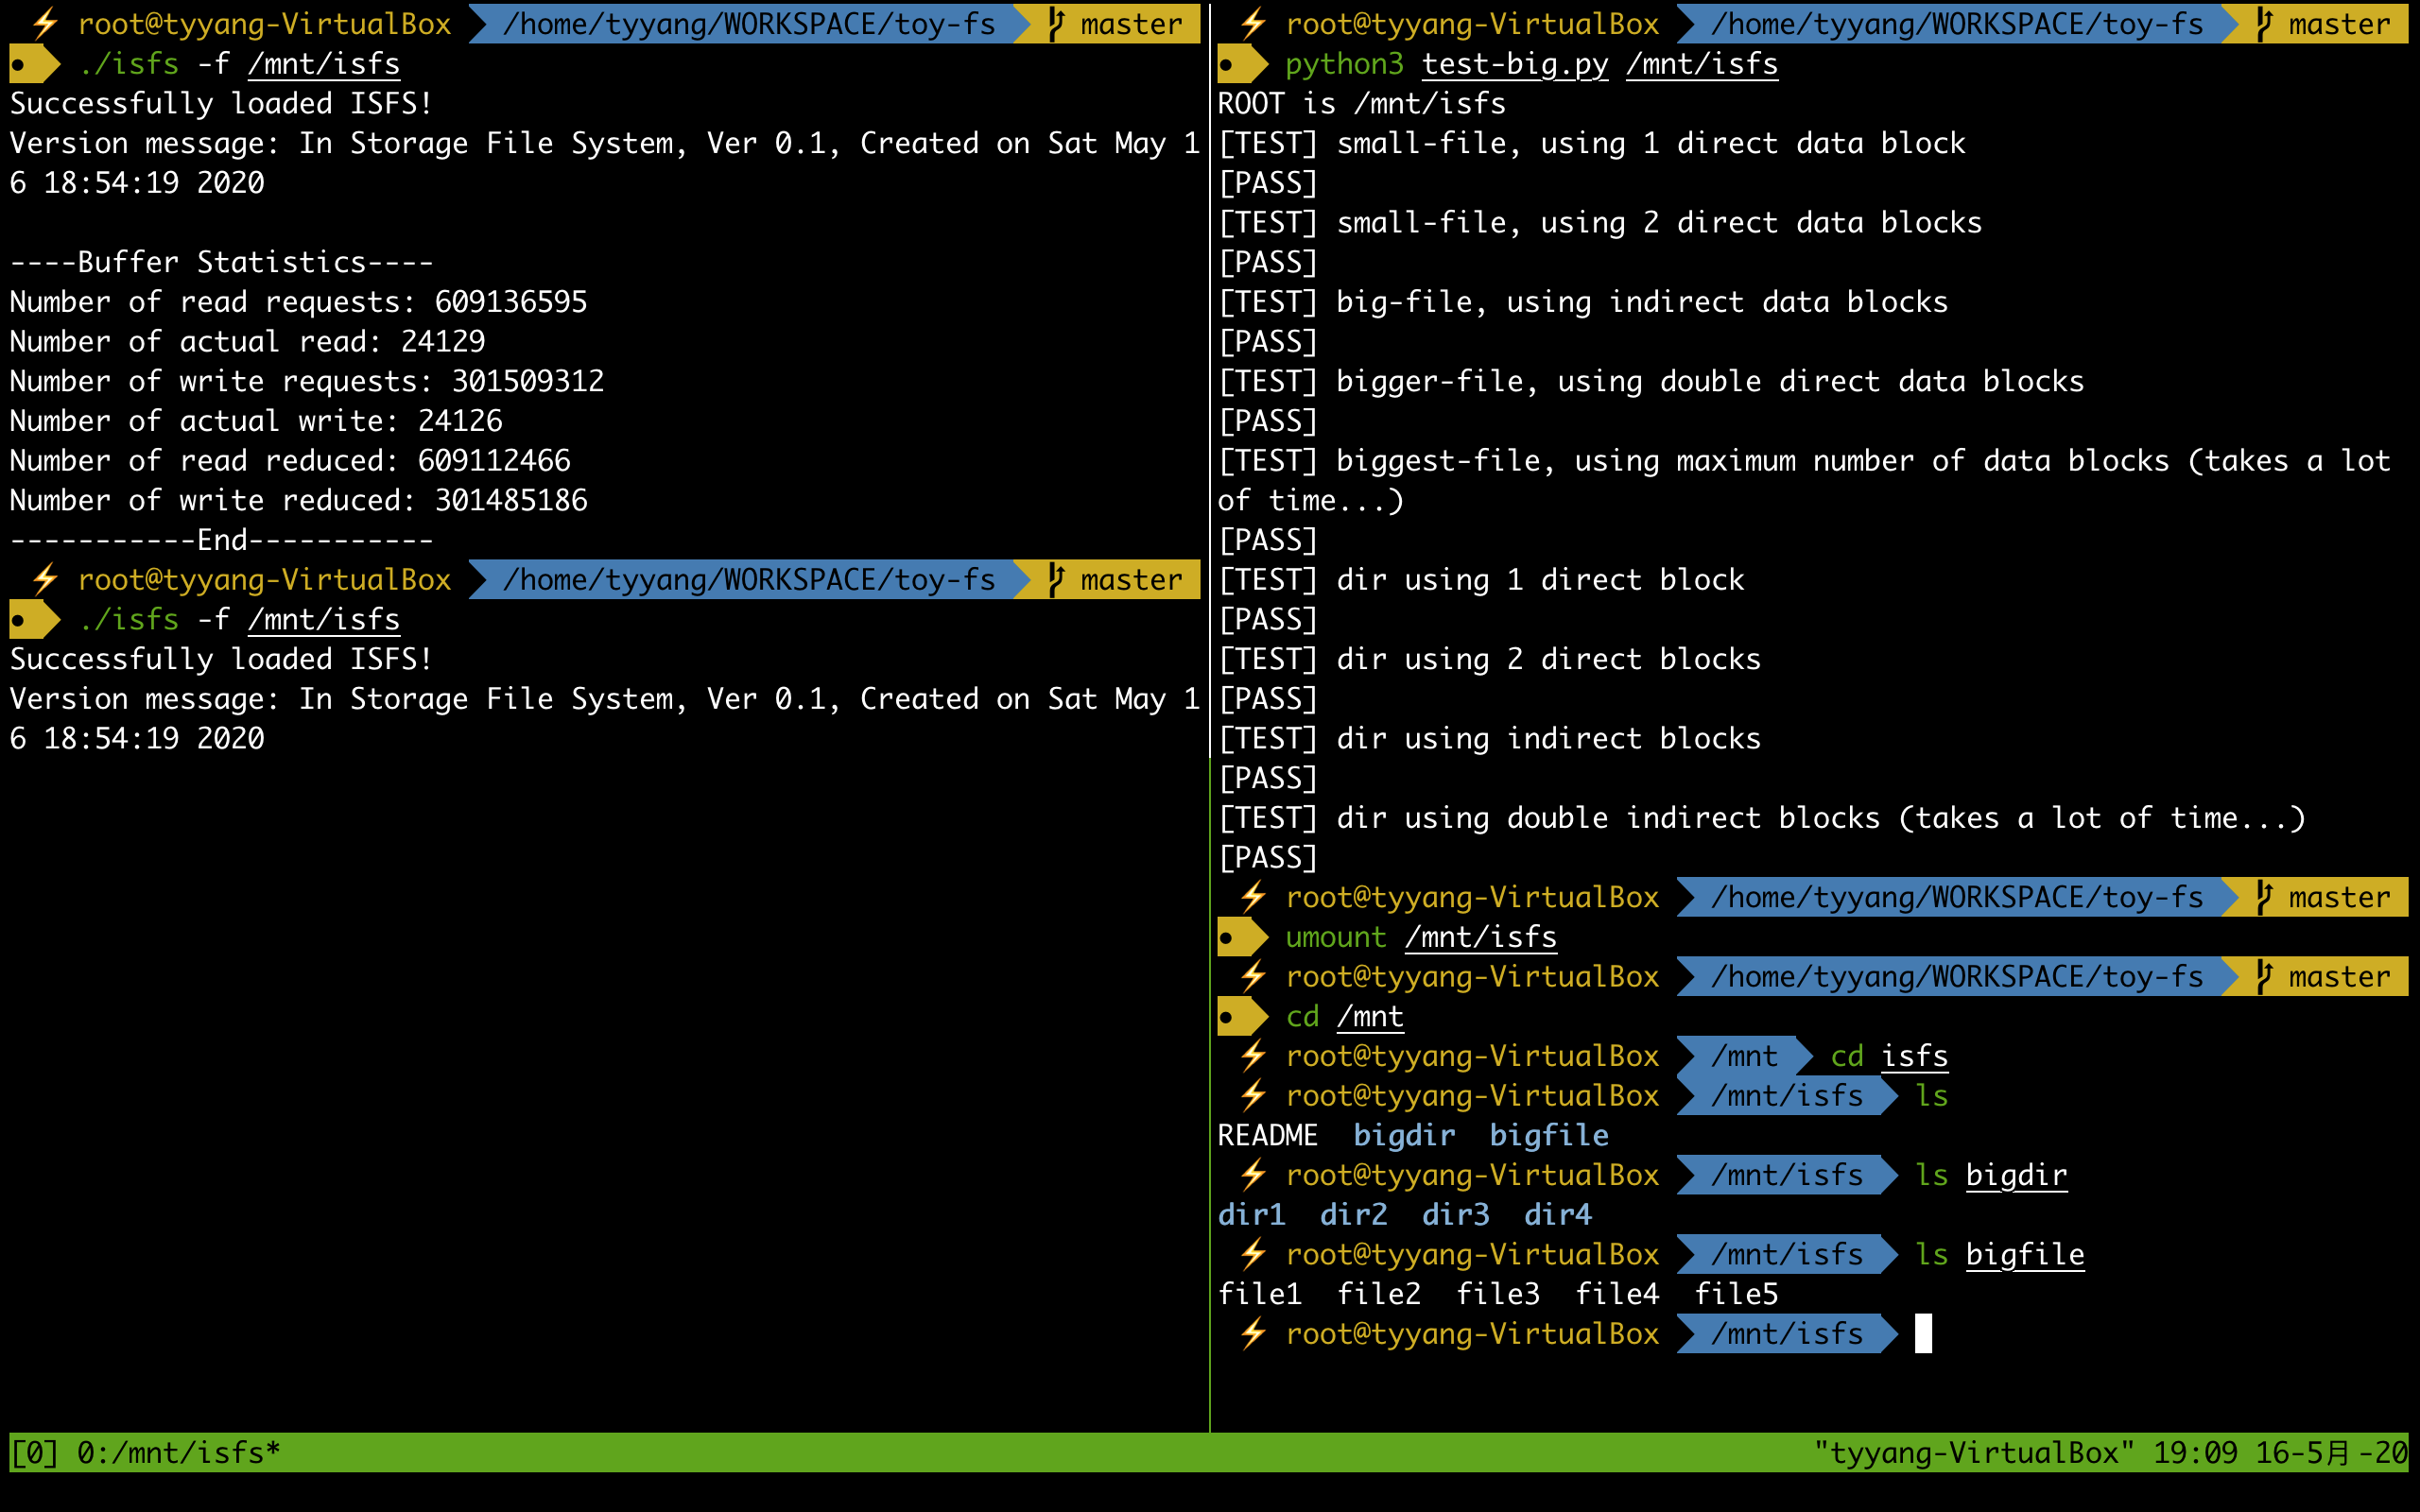 ⚡ root@tyyang-VirtualBox /home/tyyang/WORKSPACE/toy-fs master
● ./isfs -f /mnt/isfs
Successfully loaded ISFS!
Version message: In Storage File System, Ver 0.1, Created on Sat May 1
6 18:54:19 2020

----Buffer Statistics----
Number of read requests: 609136595
Number of actual read: 24129
Number of write requests: 301509312
Number of actual write: 24126
Number of read reduced: 609112466
Number of write reduced: 301485186
-----------End-----------
⚡ root@tyyang-VirtualBox /home/tyyang/WORKSPACE/toy-fs master
● ./isfs -f /mnt/isfs
Successfully loaded ISFS!
Version message: In Storage File System, Ver 0.1, Created on Sat May 1
6 18:54:19 2020
⚡ root@tyyang-VirtualBox /home/tyyang/WORKSPACE/toy-fs master
● python3 test-big.py /mnt/isfs
ROOT is /mnt/isfs
[TEST] small-file, using 1 direct data block
[PASS]
[TEST] small-file, using 2 direct data blocks
[PASS]
[TEST] big-file, using indirect data blocks
[PASS]
[TEST] bigger-file, using double direct data blocks
[PASS]
[TEST] biggest-file, using maximum number of data blocks (takes a lot
of time...)
[PASS]
[TEST] dir using 1 direct block
[PASS]
[TEST] dir using 2 direct blocks
[PASS]
[TEST] dir using indirect blocks
[PASS]
[TEST] dir using double indirect blocks (takes a lot of time...)
[PASS]
⚡ root@tyyang-VirtualBox /home/tyyang/WORKSPACE/toy-fs master
● umount /mnt/isfs
⚡ root@tyyang-VirtualBox /home/tyyang/WORKSPACE/toy-fs master
● cd /mnt
⚡ root@tyyang-VirtualBox /mnt cd isfs
⚡ root@tyyang-VirtualBox /mnt/isfs ls
README bigdir bigfile
⚡ root@tyyang-VirtualBox /mnt/isfs ls bigdir
dir1 dir2 dir3 dir4
⚡ root@tyyang-VirtualBox /mnt/isfs ls bigfile
file1 file2 file3 file4 file5
⚡ root@tyyang-VirtualBox /mnt/isfs
[0] 0:/mnt/isfs* "tyyang-VirtualBox" 19:09 16-5月-20